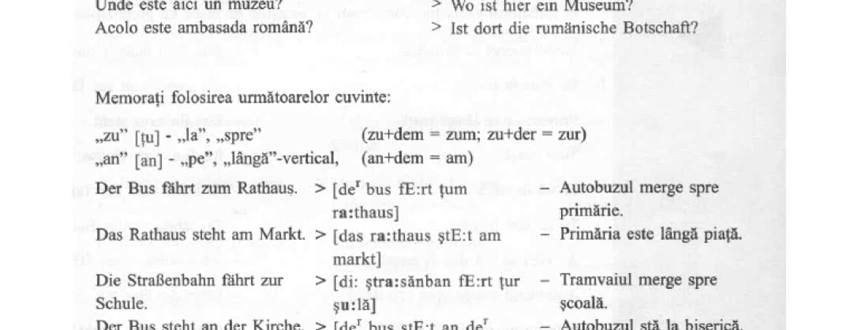 Unde este aici un muzeu? > Wo ist hier ein Museum?
Acolo este ambasada română? > Ist dort die rumänische Botschaft?
Memorați folosirea următoarelor cuvinte:
„zu” [țu] - „la”, „spre” (zu+dem = zum; zu+der = zur)
„an” [an] - „pe”, „lângă”-vertical, (an+dem = am)
Der Bus fährt zum Rathaus. > [deʳ bus fE:rt țum – Autobuzul merge spre
ra:thaus] primărie.
Das Rathaus steht am Markt. > [das ra:thaus ștE:t am – Primăria este lângă piață.
markt]
Die Straßenbahn fährt zur > [di: ștra:sănban fE:rt țur – Tramvaiul merge spre
Schule. șu:lă] școală.
Der Bus steht an der Kirche. > [deʳ bus stE:t an deʳ – Autobuzul stă la biserică.